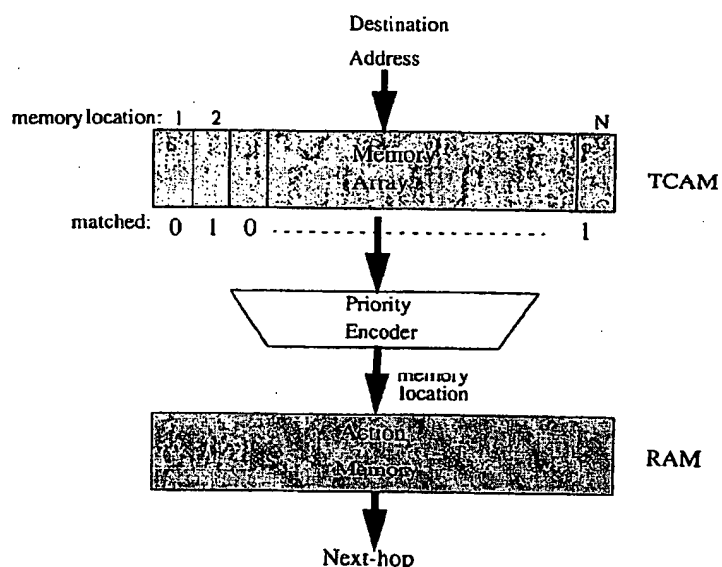 Destination
Address
memory location: 1 2 N
Memory
Array
TCAM
matched: 0 1 0 1
Priority
Encoder
memory
location
Action
Memory
RAM
Next-hop